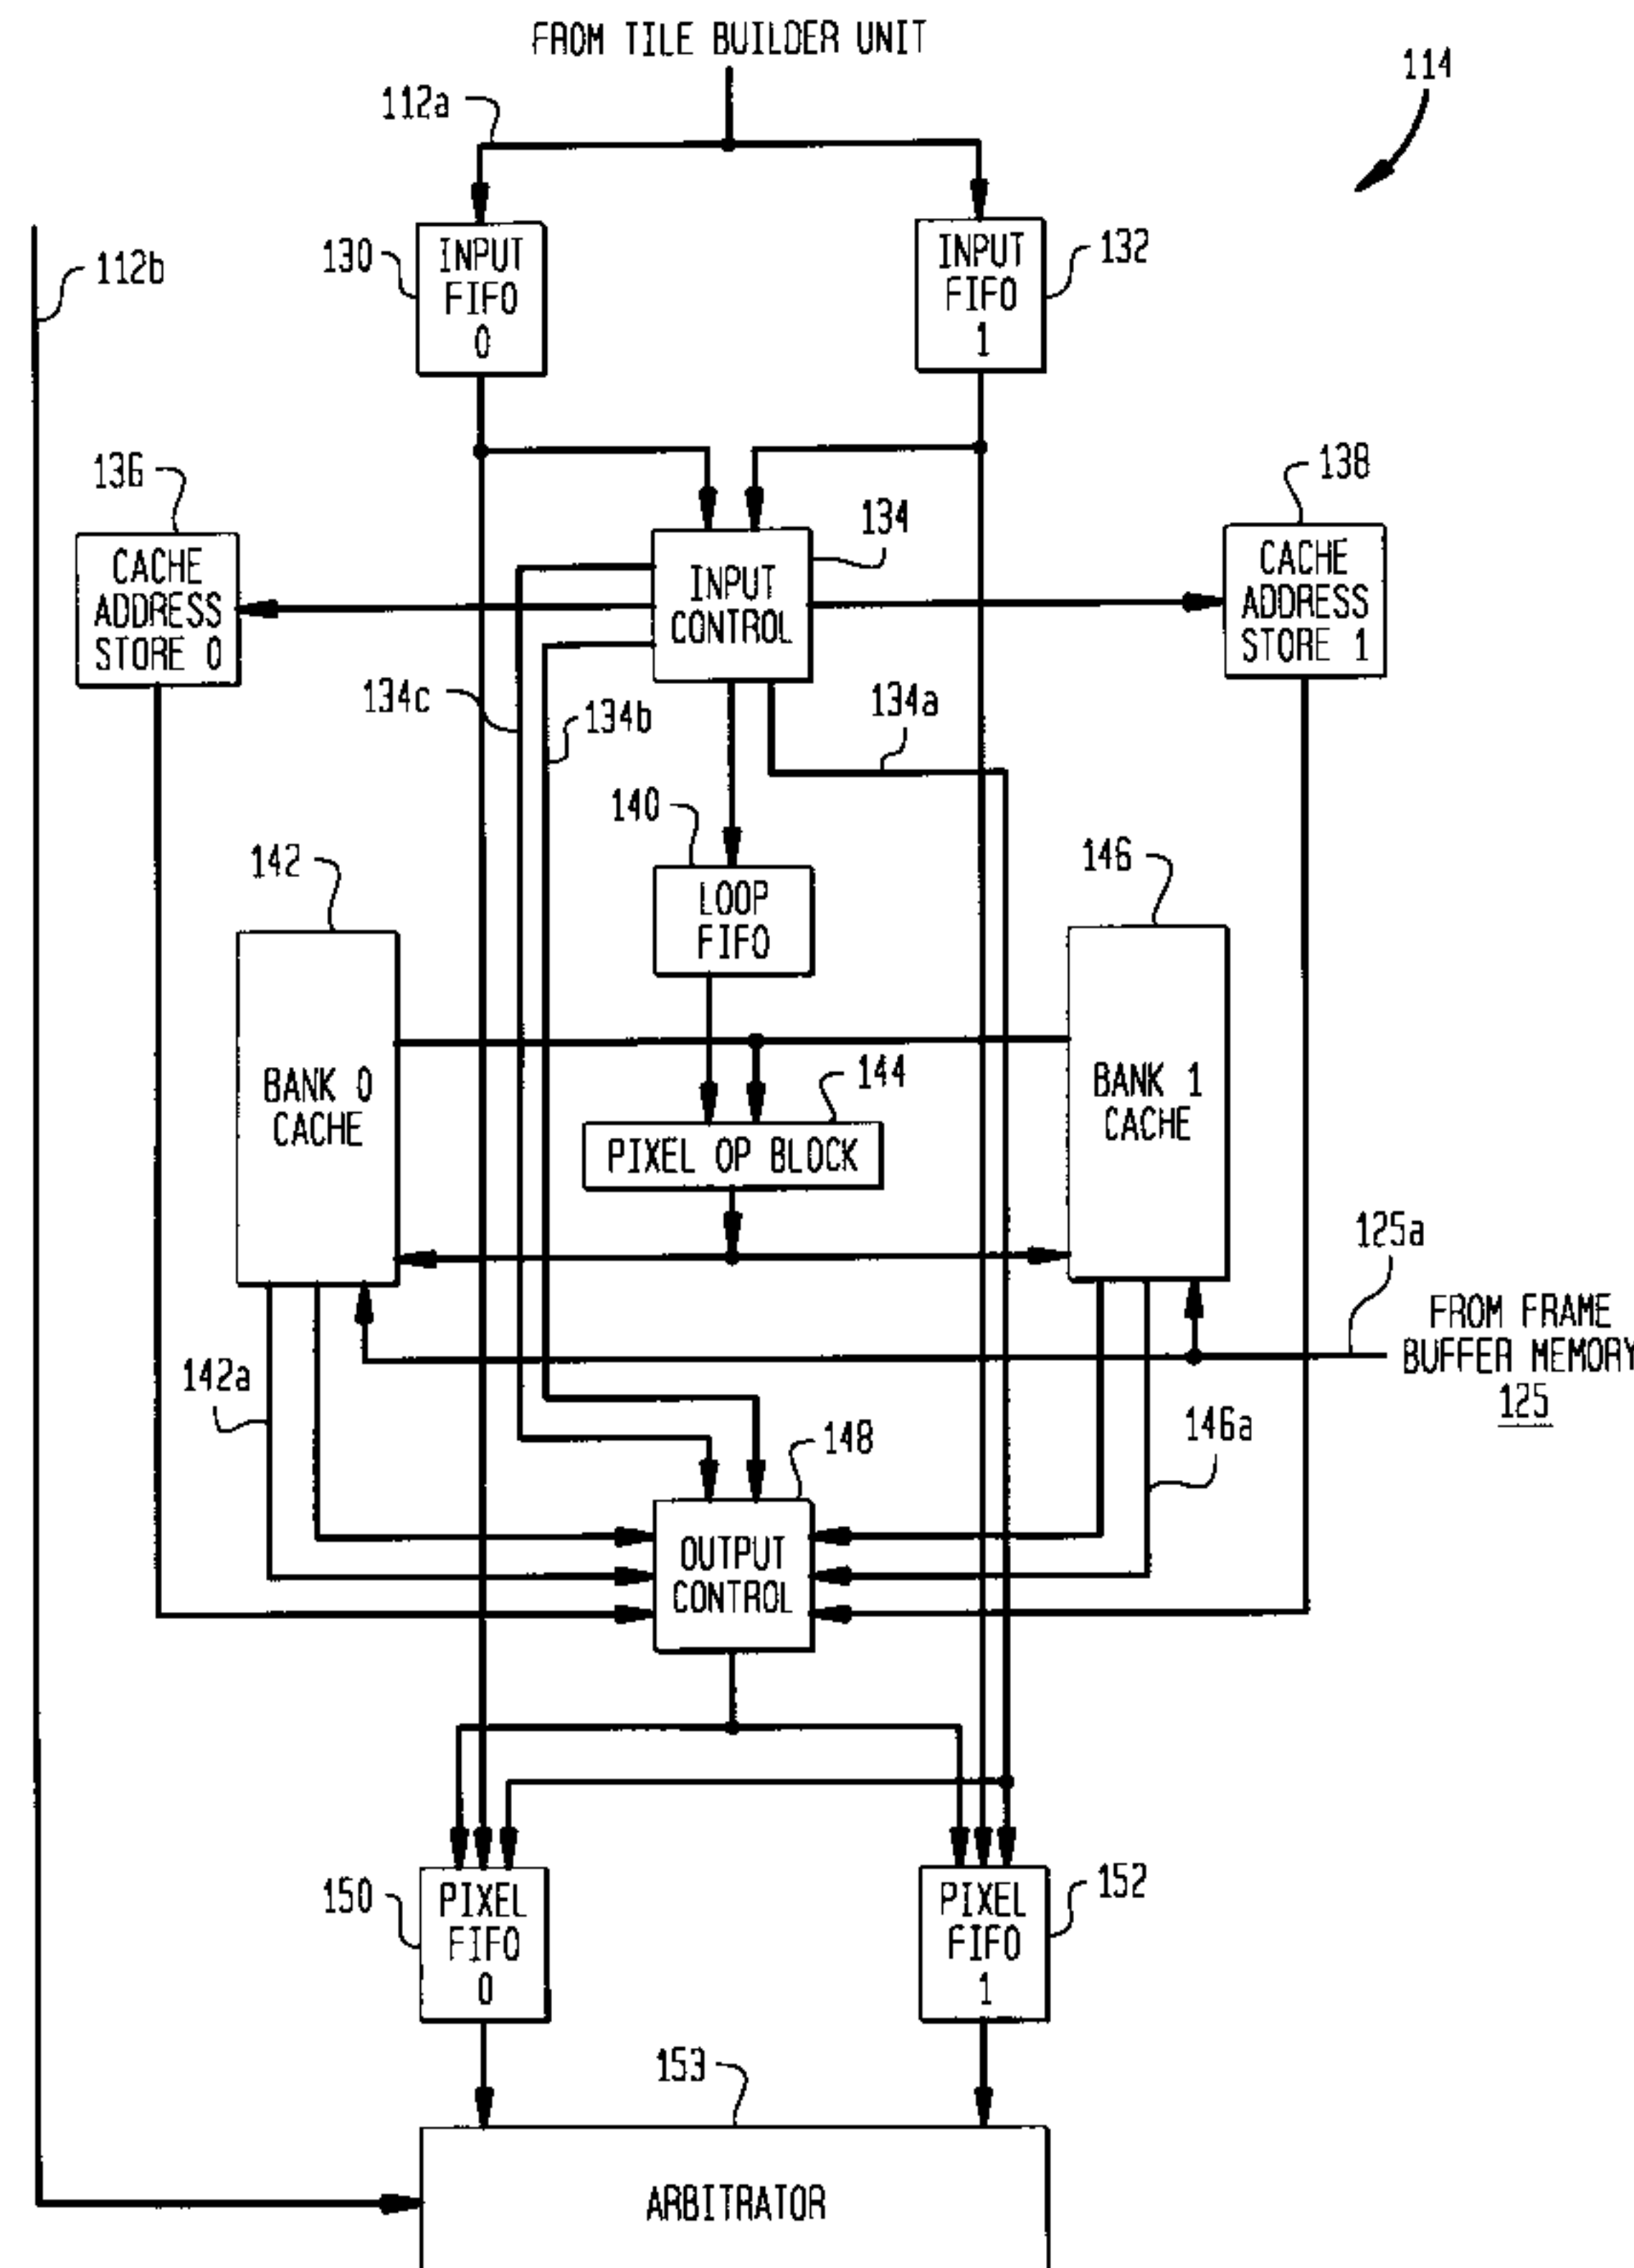 FROM TILE BUILDER UNIT
114
112a
112b
130
INPUT
FIFO
0
INPUT
FIFO
1
132
136
138
134
CACHE
ADDRESS
STORE 0
INPUT
CONTROL
CACHE
ADDRESS
STORE 1
134c
134b
134a
140
142
146
LOOP
FIFO
BANK 0
CACHE
144
BANK 1
CACHE
PIXEL OP BLOCK
125a
FROM FRAME
BUFFER MEMORY
125
142a
146a
148
OUTPUT
CONTROL
150
PIXEL
FIFO
0
PIXEL
FIFO
1
152
153
ARBITRATOR